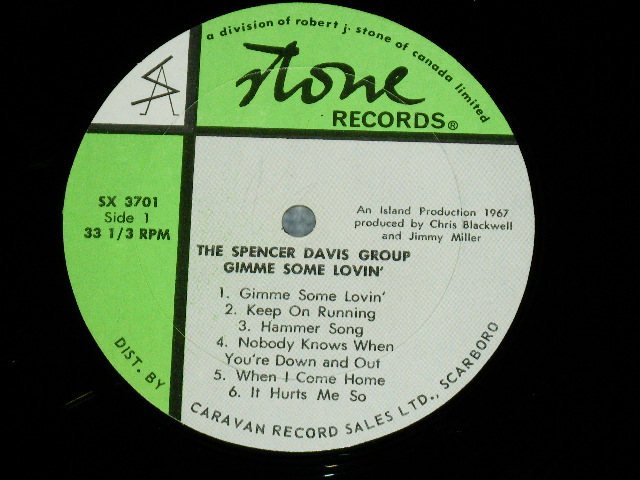 a division of robert j. stone of canada limited
stone
RECORDS®
SX 3701
Side 1
33 1/3 RPM
An Island Production 1967
produced by Chris Blackwell
and Jimmy Miller
THE SPENCER DAVIS GROUP
GIMME SOME LOVIN'
1. Gimme Some Lovin'
2. Keep On Running
3. Hammer Song
4. Nobody Knows When
You're Down and Out
5. When I Come Home
6. It Hurts Me So
DIST. BY
CARAVAN RECORD SALES LTD., SCARBORO